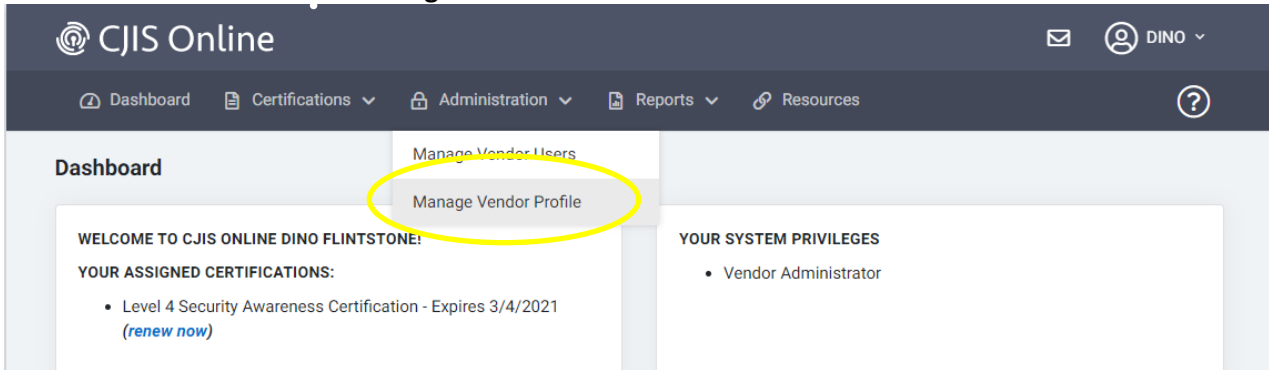 CJIS Online
DINO
Dashboard Certifications Administration Reports Resources
?
Manage Vendor Users
Manage Vendor Profile
Dashboard
WELCOME TO CJIS ONLINE DINO FLINTSTONE!
YOUR ASSIGNED CERTIFICATIONS:
• Level 4 Security Awareness Certification - Expires 3/4/2021
(renew now)
YOUR SYSTEM PRIVILEGES
• Vendor Administrator